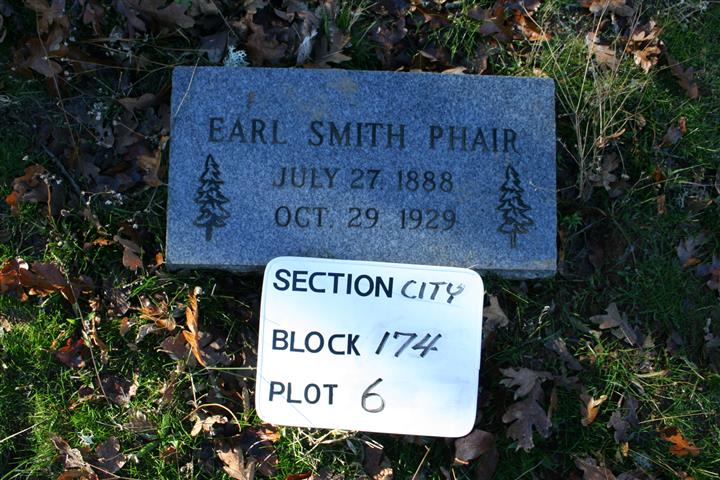 EARL SMITH PHAIR
JULY 27. 1888
OCT. 29. 1929
SECTION CITY
BLOCK 174
PLOT 6